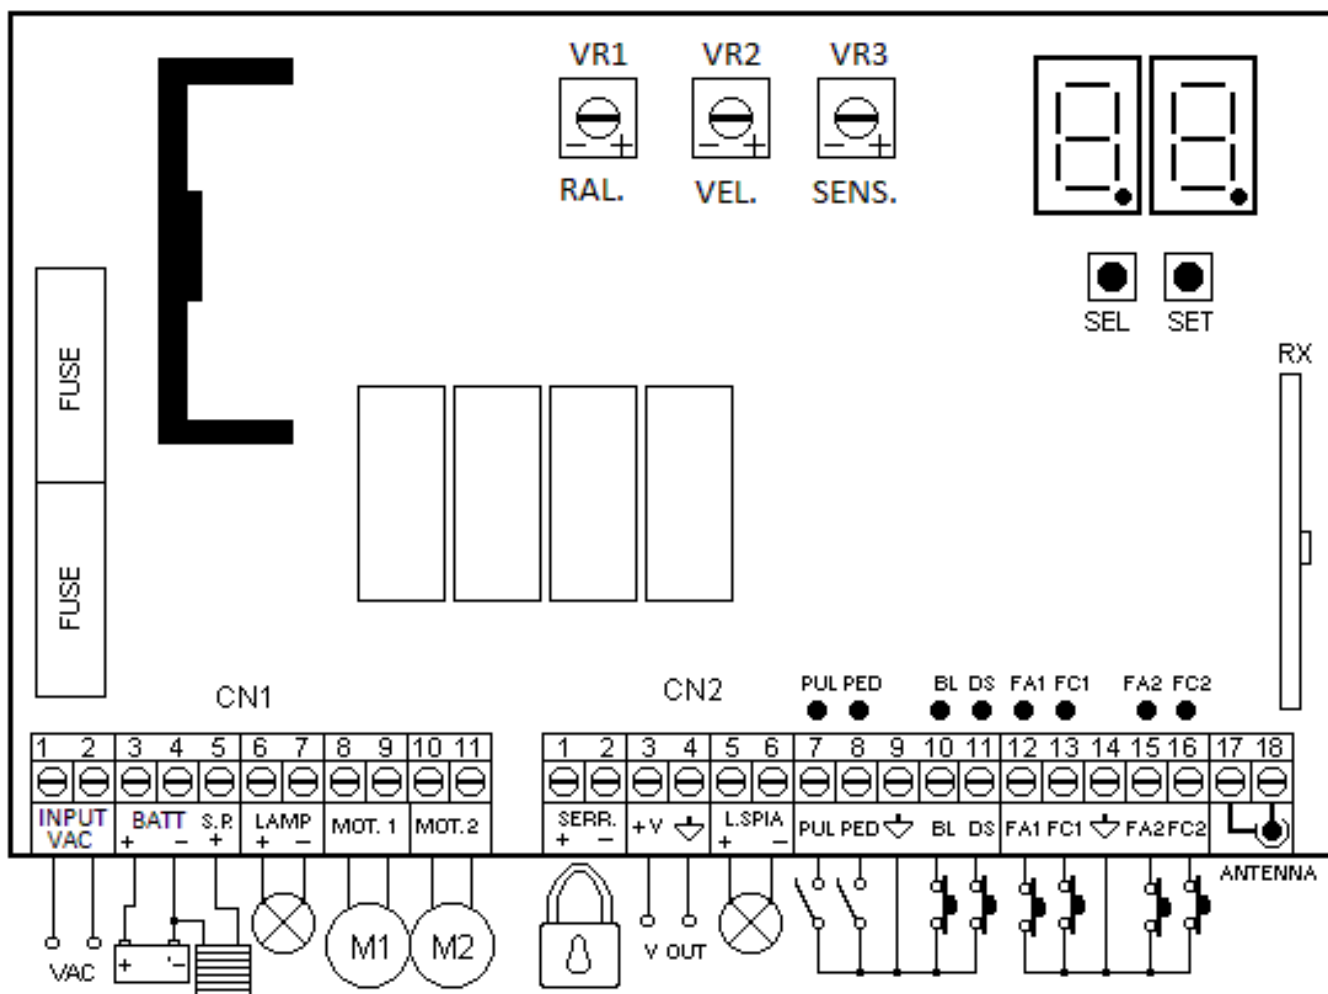 VR1 VR2 VR3
- + - + - +
RAL. VEL. SENS.
SEL SET
RX
FUSE
FUSE
CN1 CN2
PUL PED BL DS FA1 FC1 FA2 FC2
1 2 3 4 5 6 7 8 9 10 11
1 2 3 4 5 6 7 8 9 10 11 12 13 14 15 16 17 18
INPUT VAC
BATT + -
S.P. +
LAMP + -
MOT. 1
MOT. 2
SERR. + -
+V
L.SPIA + -
PUL PED BL DS FA1 FC1 FA2 FC2
ANTENNA
VAC
+ -
M1 M2
V OUT